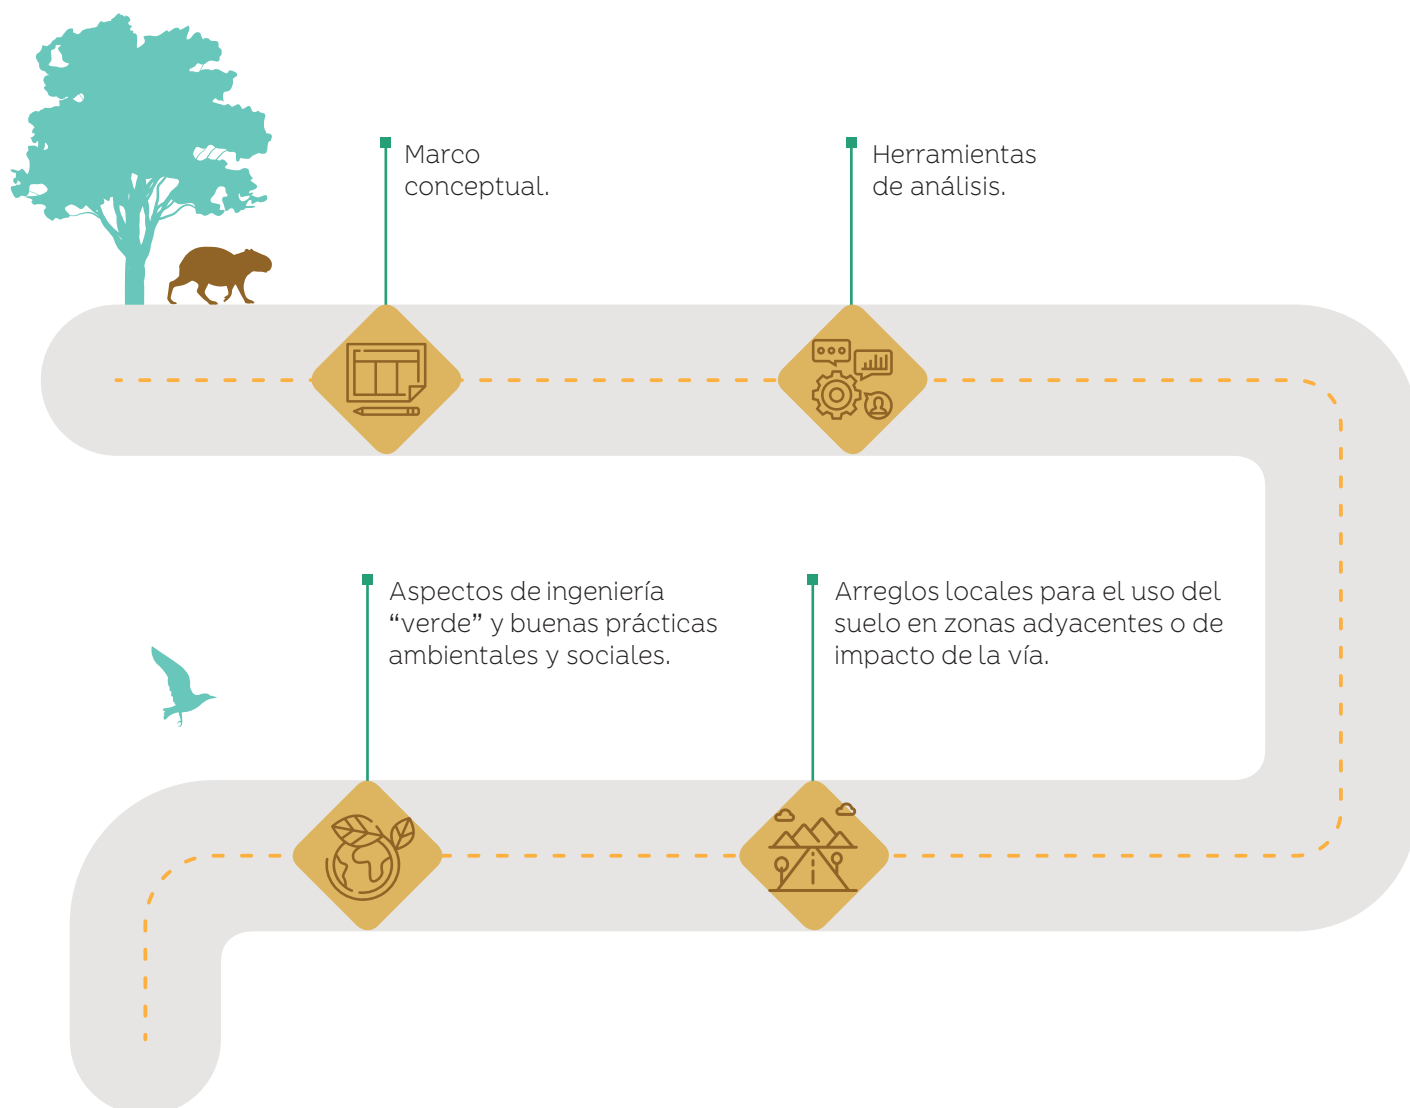 Marco
conceptual.
Herramientas
de análisis.
Aspectos de ingeniería
“verde” y buenas prácticas
ambientales y sociales.
Arreglos locales para el uso del
suelo en zonas adyacentes o de
impacto de la vía.